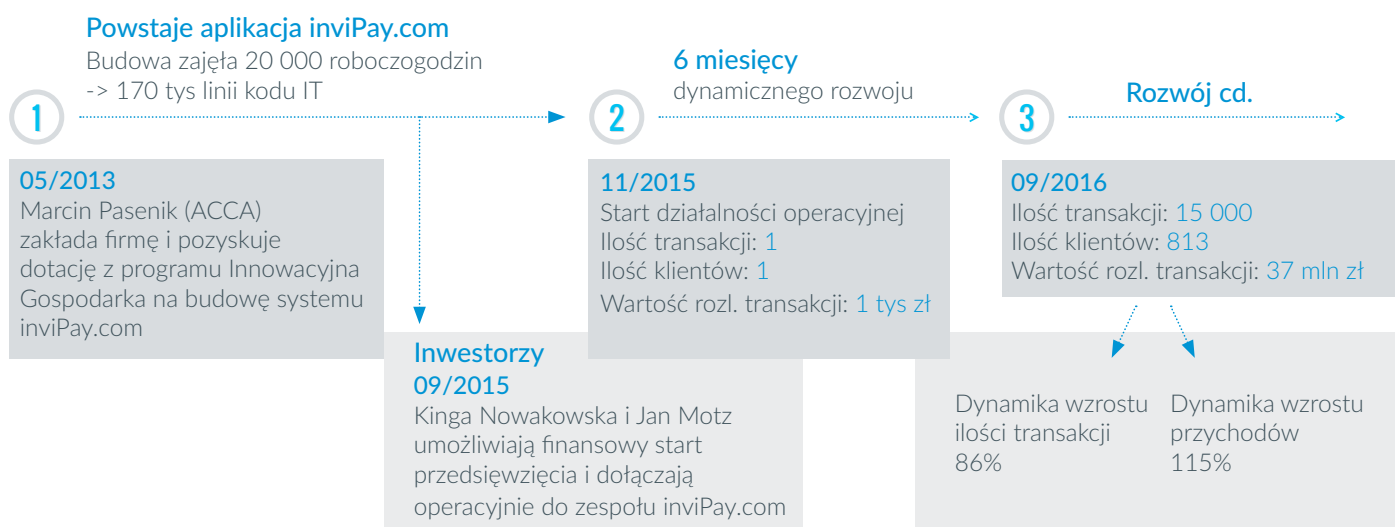 Powstaje aplikacja inviPay.com
Budowa zajęła 20 000 roboczogodzin
-> 170 tys linii kodu IT
1
05/2013
Marcin Pasenik (ACCA)
zakłada firmę i pozyskuje
dotację z programu Innowacyjna
Gospodarka na budowę systemu
inviPay.com
Inwestorzy
09/2015
Kinga Nowakowska i Jan Motz
umożliwiają finansowy start
przedsięwzięcia i dołączają
operacyjnie do zespołu inviPay.com
6 miesięcy
dynamicznego rozwoju
2
11/2015
Start działalności operacyjnej
Ilość transakcji: 1
Ilość klientów: 1
Wartość rozl. transakcji: 1 tys zł
Rozwój cd.
3
09/2016
Ilość transakcji: 15 000
Ilość klientów: 813
Wartość rozl. transakcji: 37 mln zł
Dynamika wzrostu
ilości transakcji
86%
Dynamika wzrostu
przychodów
115%